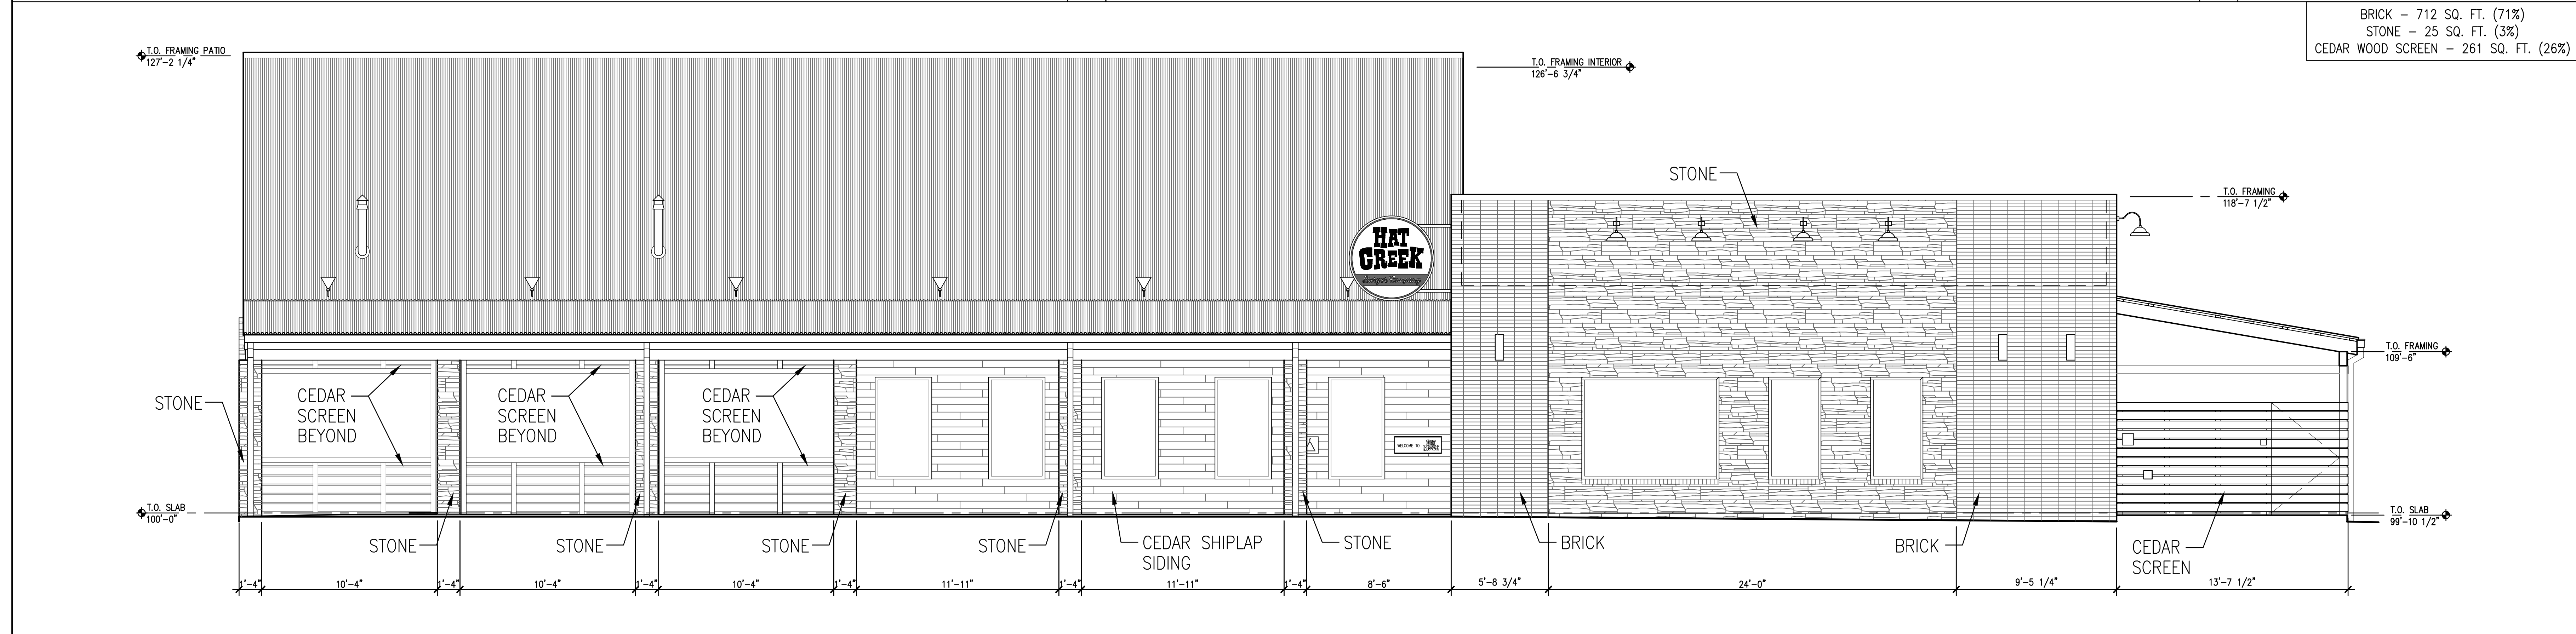 BRICK – 712 SQ. FT. (71%)
STONE – 25 SQ. FT. (3%)
CEDAR WOOD SCREEN – 261 SQ. FT. (26%)
T.O. FRAMING PATIO
127'-2 1/4"
T.O. FRAMING INTERIOR
126'-6 3/4"
STONE
T.O. FRAMING
118'-7 1/2"
HAT
CREEK
T.O. FRAMING
109'-6"
STONE
CEDAR
SCREEN
BEYOND
CEDAR
SCREEN
BEYOND
CEDAR
SCREEN
BEYOND
WELCOME TO HAT
CREEK
T.O. SLAB
100'-0"
T.O. SLAB
99'-10 1/2"
STONE
STONE
STONE
STONE
CEDAR SHIPLAP
SIDING
STONE
BRICK
BRICK
CEDAR
SCREEN
1'-4" 10'-4" 1'-4" 10'-4" 1'-4" 10'-4" 1'-4" 11'-11" 1'-4" 11'-11" 1'-4" 8'-6" 5'-8 3/4" 24'-0" 9'-5 1/4" 13'-7 1/2"